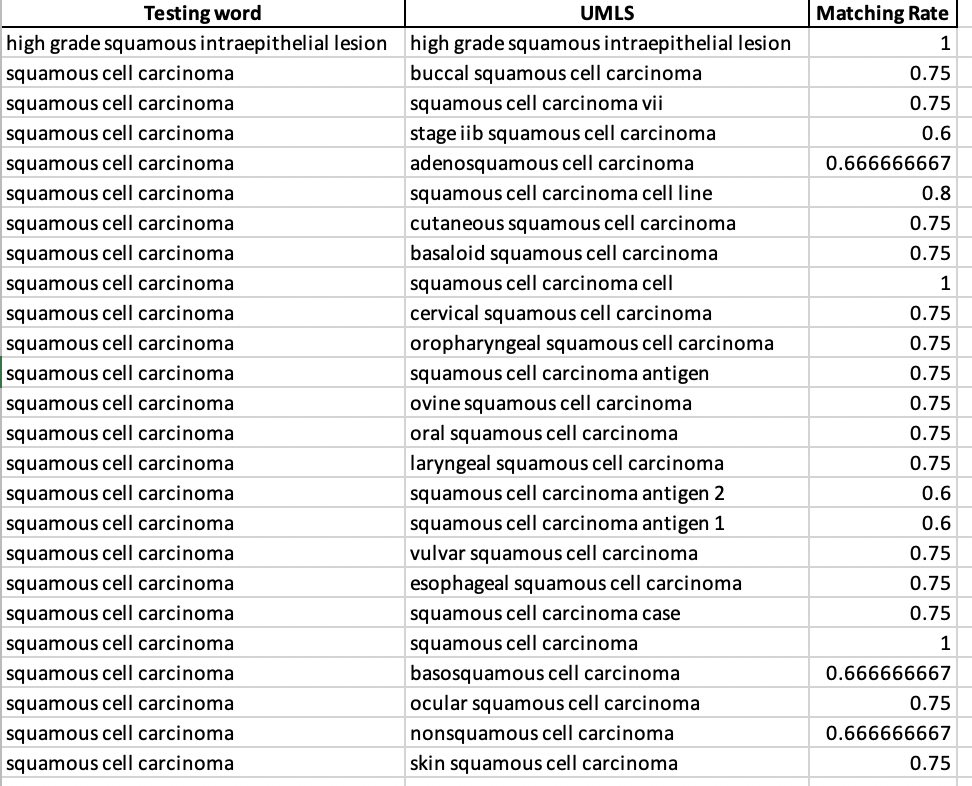 Testing word UMLS Matching Rate
high grade squamous intraepithelial lesion high grade squamous intraepithelial lesion 1
squamous cell carcinoma buccal squamous cell carcinoma 0.75
squamous cell carcinoma squamous cell carcinoma vii 0.75
squamous cell carcinoma stage iib squamous cell carcinoma 0.6
squamous cell carcinoma adenosquamous cell carcinoma 0.666666667
squamous cell carcinoma squamous cell carcinoma cell line 0.8
squamous cell carcinoma cutaneous squamous cell carcinoma 0.75
squamous cell carcinoma basaloid squamous cell carcinoma 0.75
squamous cell carcinoma squamous cell carcinoma cell 1
squamous cell carcinoma cervical squamous cell carcinoma 0.75
squamous cell carcinoma oropharyngeal squamous cell carcinoma 0.75
squamous cell carcinoma squamous cell carcinoma antigen 0.75
squamous cell carcinoma ovine squamous cell carcinoma 0.75
squamous cell carcinoma oral squamous cell carcinoma 0.75
squamous cell carcinoma laryngeal squamous cell carcinoma 0.75
squamous cell carcinoma squamous cell carcinoma antigen 2 0.6
squamous cell carcinoma squamous cell carcinoma antigen 1 0.6
squamous cell carcinoma vulvar squamous cell carcinoma 0.75
squamous cell carcinoma esophageal squamous cell carcinoma 0.75
squamous cell carcinoma squamous cell carcinoma case 0.75
squamous cell carcinoma squamous cell carcinoma 1
squamous cell carcinoma basosquamous cell carcinoma 0.666666667
squamous cell carcinoma ocular squamous cell carcinoma 0.75
squamous cell carcinoma nonsquamous cell carcinoma 0.666666667
squamous cell carcinoma skin squamous cell carcinoma 0.75